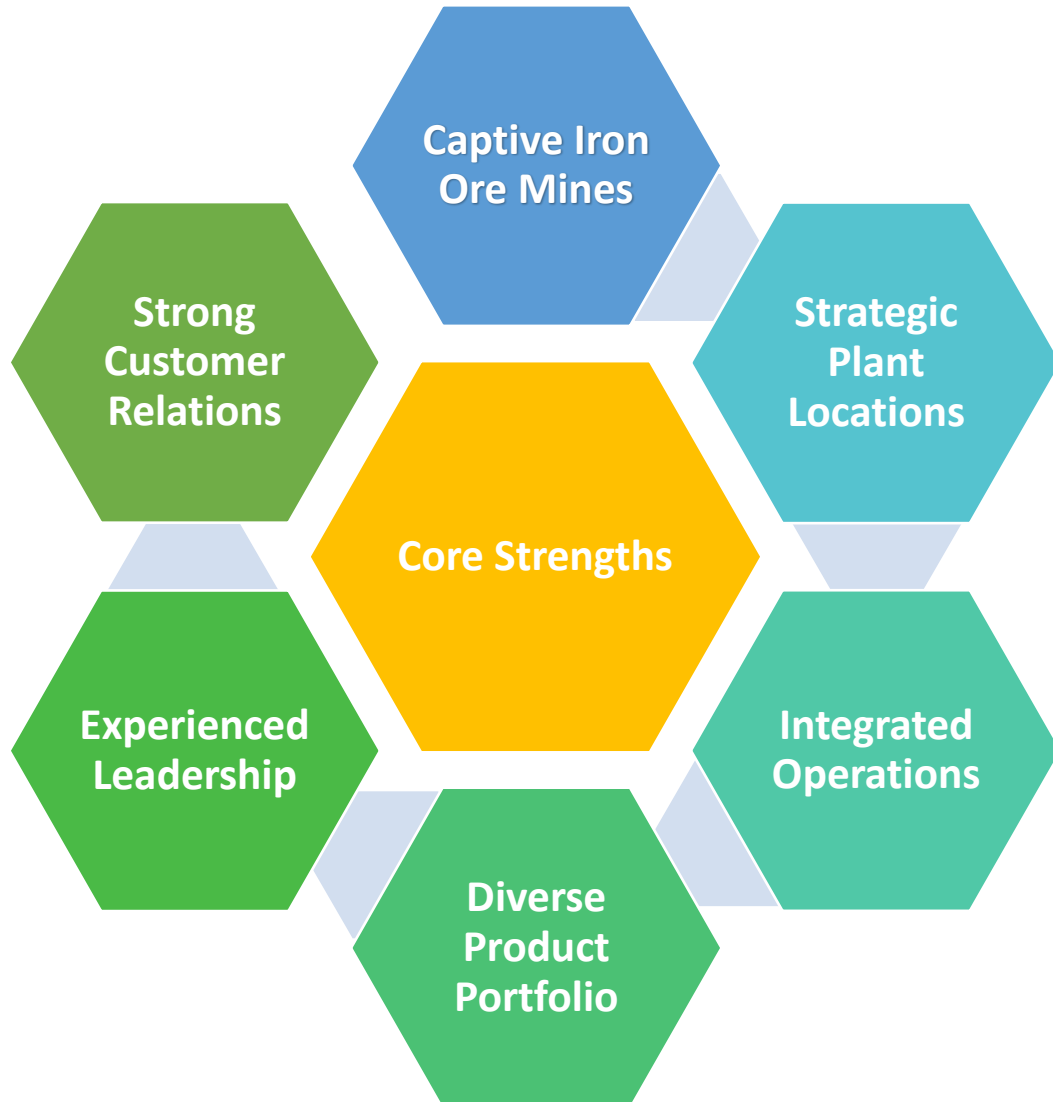 Captive Iron
Ore Mines
Strategic
Plant
Locations
Integrated
Operations
Diverse
Product
Portfolio
Experienced
Leadership
Strong
Customer
Relations
Core Strengths